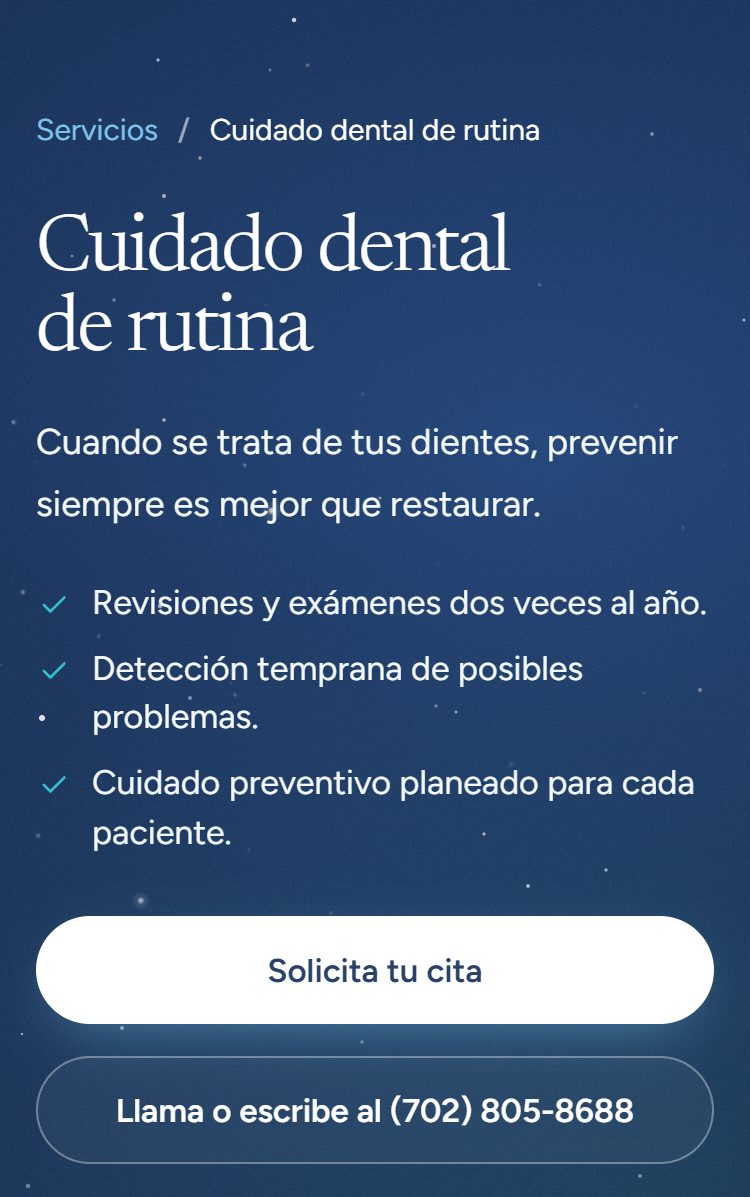 Servicios / Cuidado dental de rutina
Cuidado dental
de rutina
Cuando se trata de tus dientes, prevenir
siempre es mejor que restaurar.
Revisiones y exámenes dos veces al año.
Detección temprana de posibles
problemas.
Cuidado preventivo planeado para cada
paciente.
Solicita tu cita
Llama o escribe al (702) 805-8688